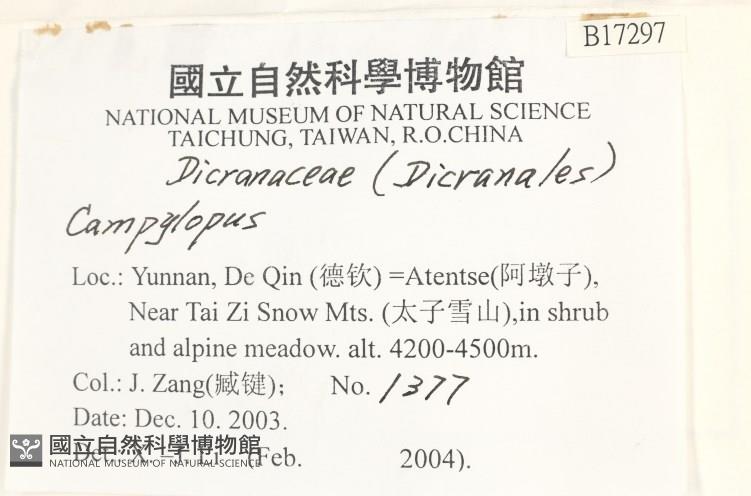 B17297
國立自然科學博物館
NATIONAL MUSEUM OF NATURAL SCIENCE
TAICHUNG, TAIWAN, R.O.CHINA
Dicranaceae (Dicranales)
Campylopus
Loc.: Yunnan, De Qin (德钦) =Atentse(阿墩子),
Near Tai Zi Snow Mts. (太子雪山),in shrub
and alpine meadow. alt. 4200-4500m.
Col.: J. Zang(臧键); No. 1377
Date: Dec. 10. 2003.
(Feb. 2004).
國立自然科學博物館
NATIONAL MUSEUM OF NATURAL SCIENCE